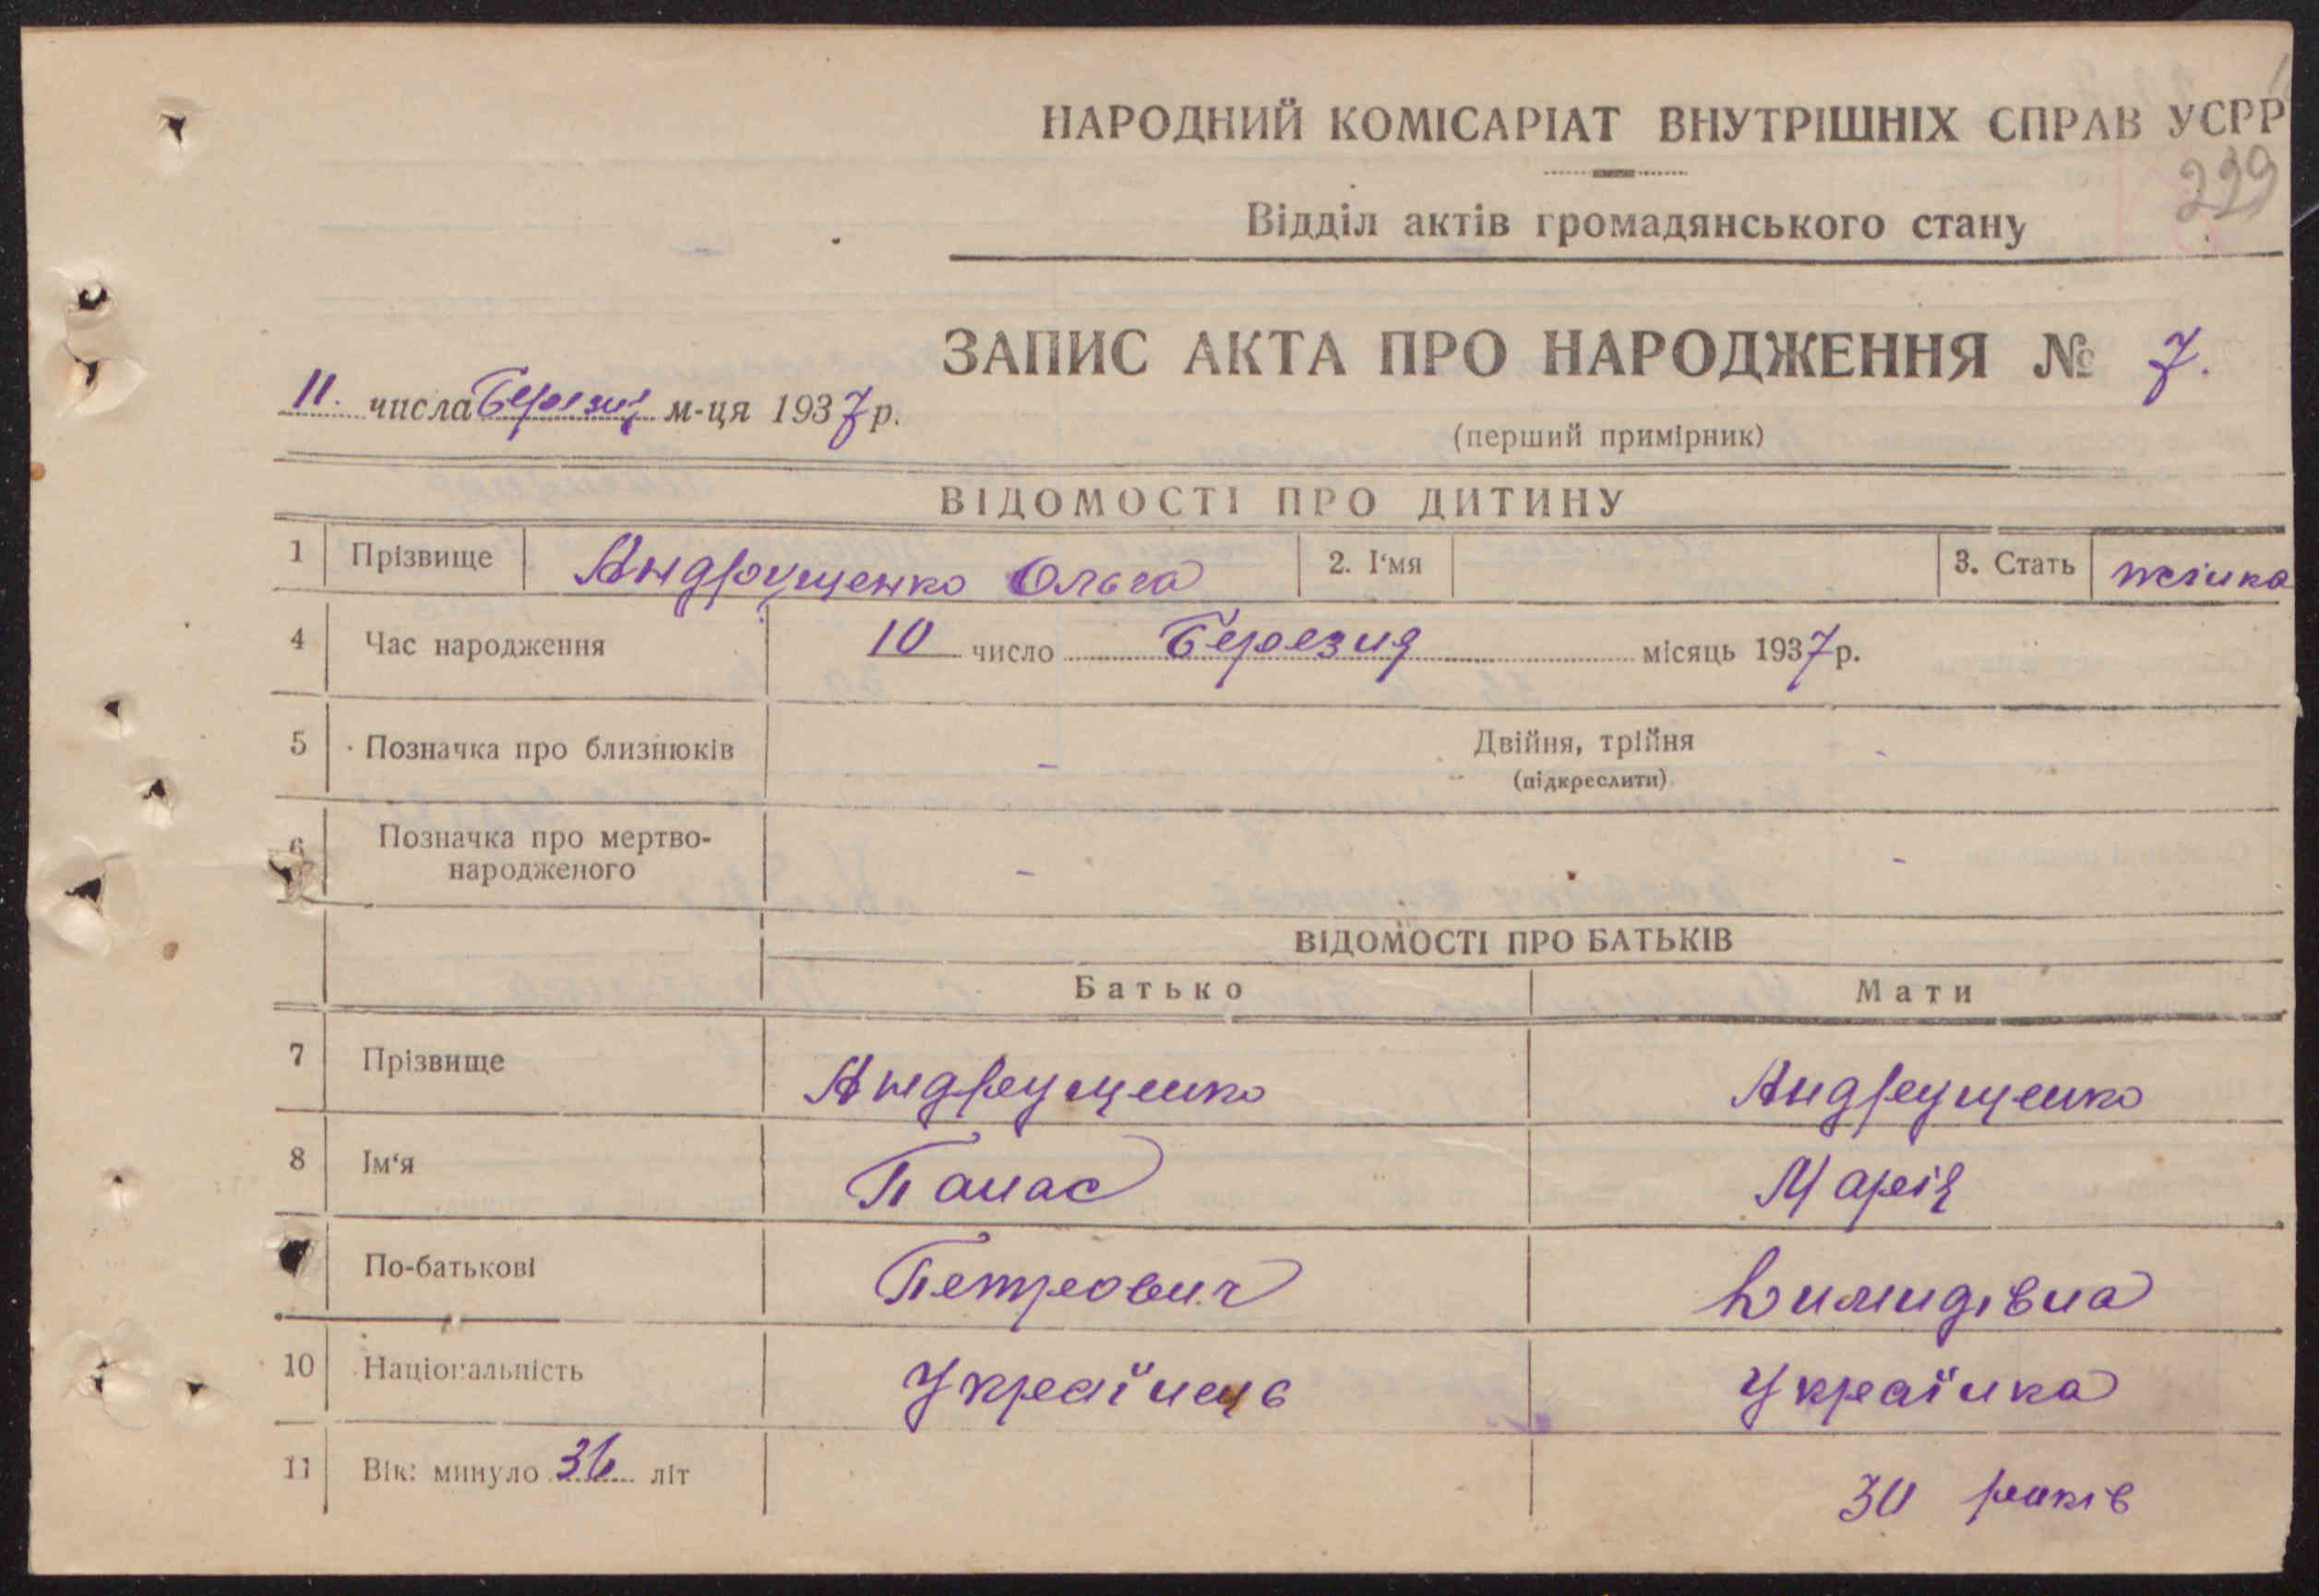 НАРОДНИЙ КОМІСАРІАТ ВНУТРІШНІХ СПРАВ УСРР
229
Відділ актів громадянського стану
ЗАПИС АКТА ПРО НАРОДЖЕННЯ № 7.
11. числа Березня м-ця 1937 р.
(перший примірник)
ВІДОМОСТІ ПРО ДИТИНУ
1 Прізвище Андрущенко Ольга 2. І'мя 3. Стать жінка
4 Час народження 10 число Березня місяць 1937 р.
5 Позначка про близнюків - Двійня, трійня -
(підкреслити)
6 Позначка про мертво-
народженого - -
ВІДОМОСТІ ПРО БАТЬКІВ
Батько Мати
7 Прізвище Андрущенко Андрущенко
8 Ім'я Панас Марія
По-батькові Петрович
10 Національність Українець Українка
11 Вік: минуло 36 літ 30 років